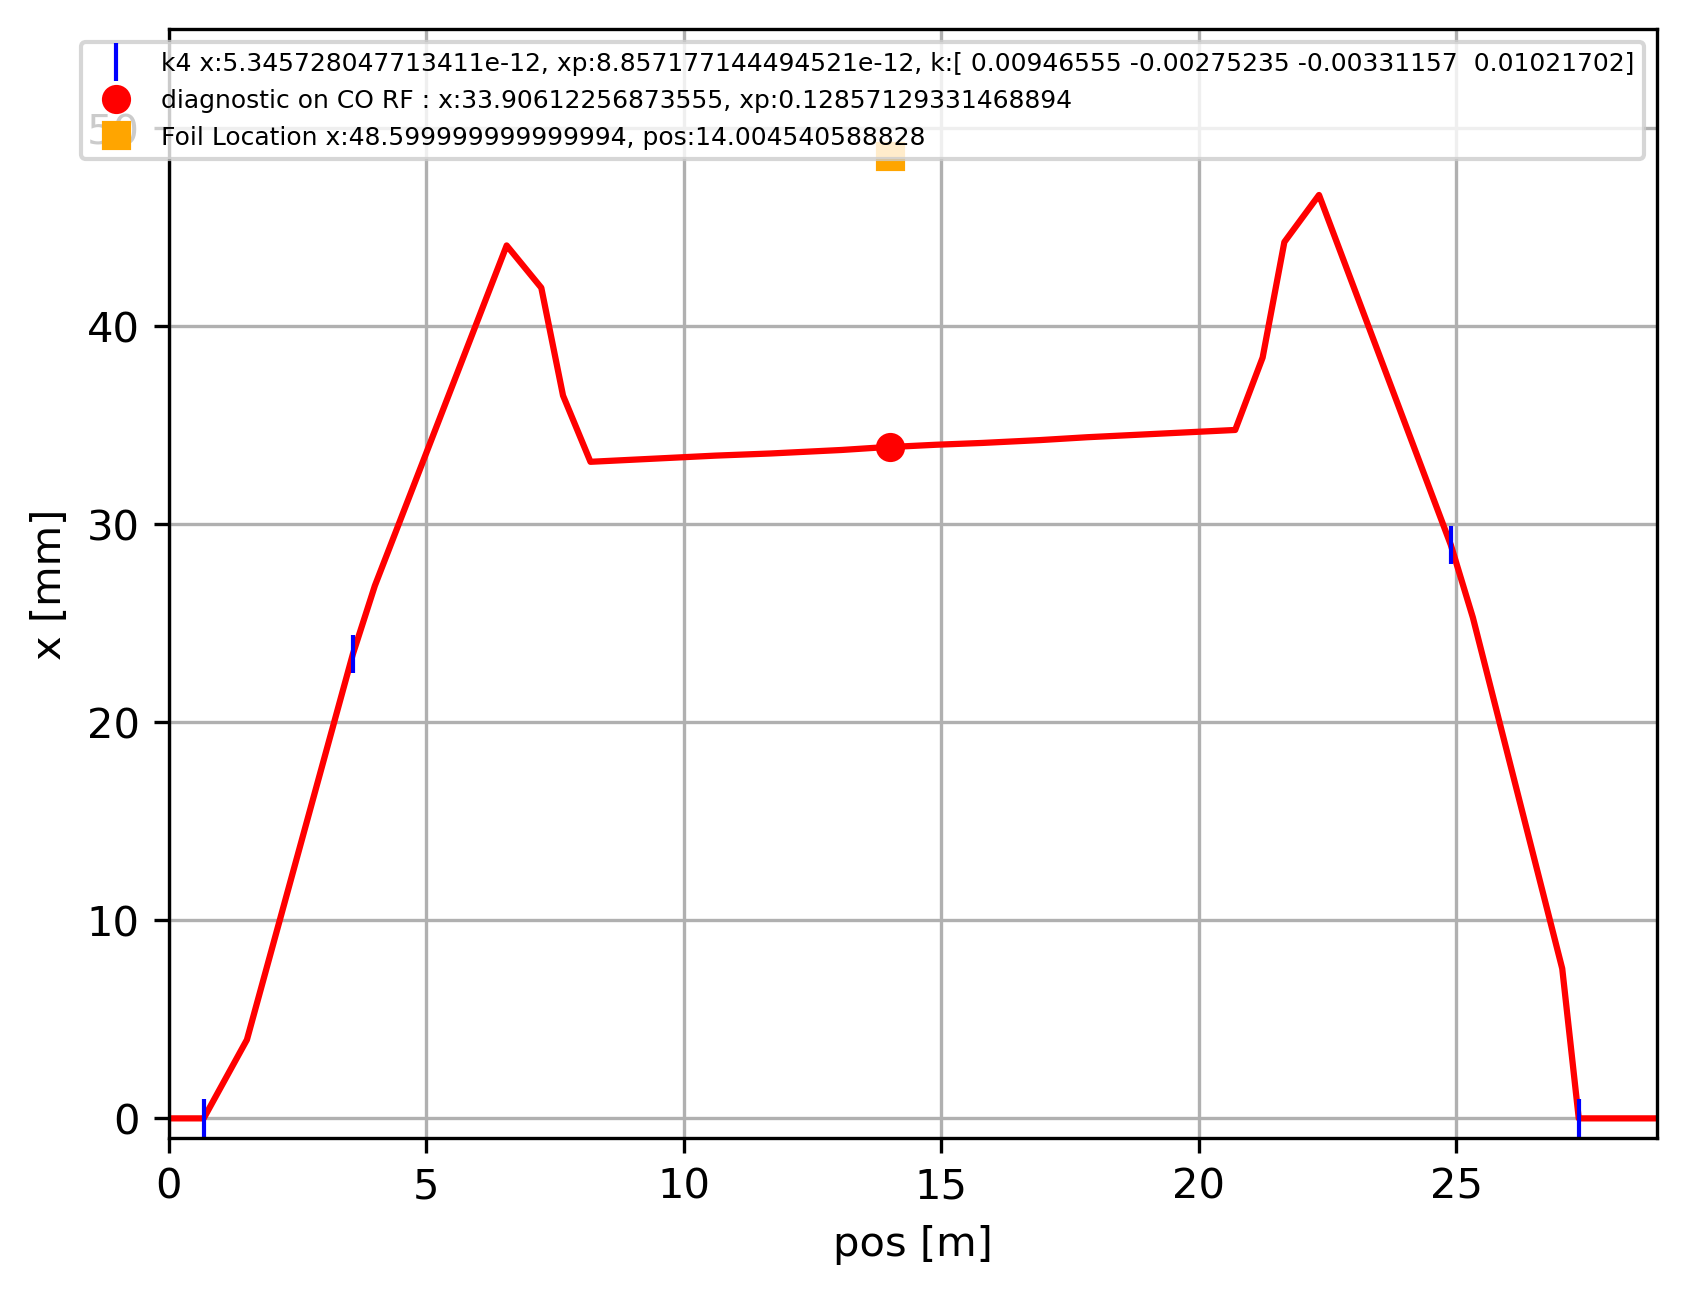 k4 x:5.345728047713411e-12, xp:8.857177144494521e-12, k:[ 0.00946555 -0.00275235 -0.00331157  0.01021702]
diagnostic on CO RF : x:33.90612256873555, xp:0.12857129331468894
Foil Location x:48.599999999999994, pos:14.004540588828
50
40
30
20
10
0
x [mm]
0 5 10 15 20 25
pos [m]